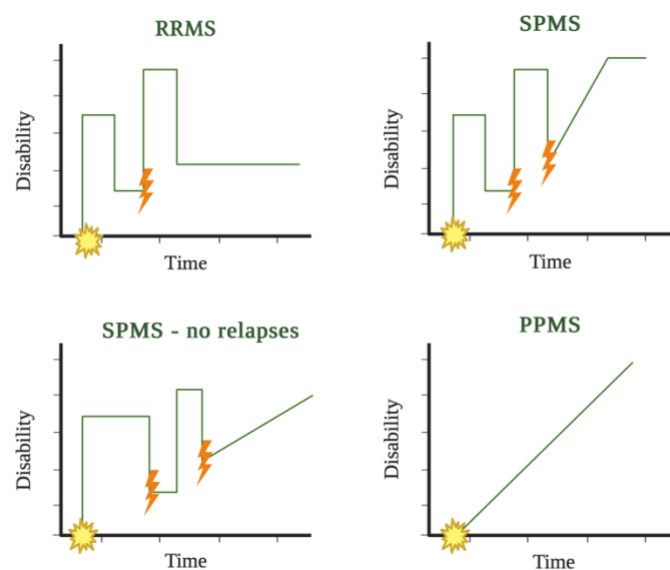 RRMS
Disability
Time
SPMS
Disability
Time
SPMS - no relapses
Disability
Time
PPMS
Disability
Time